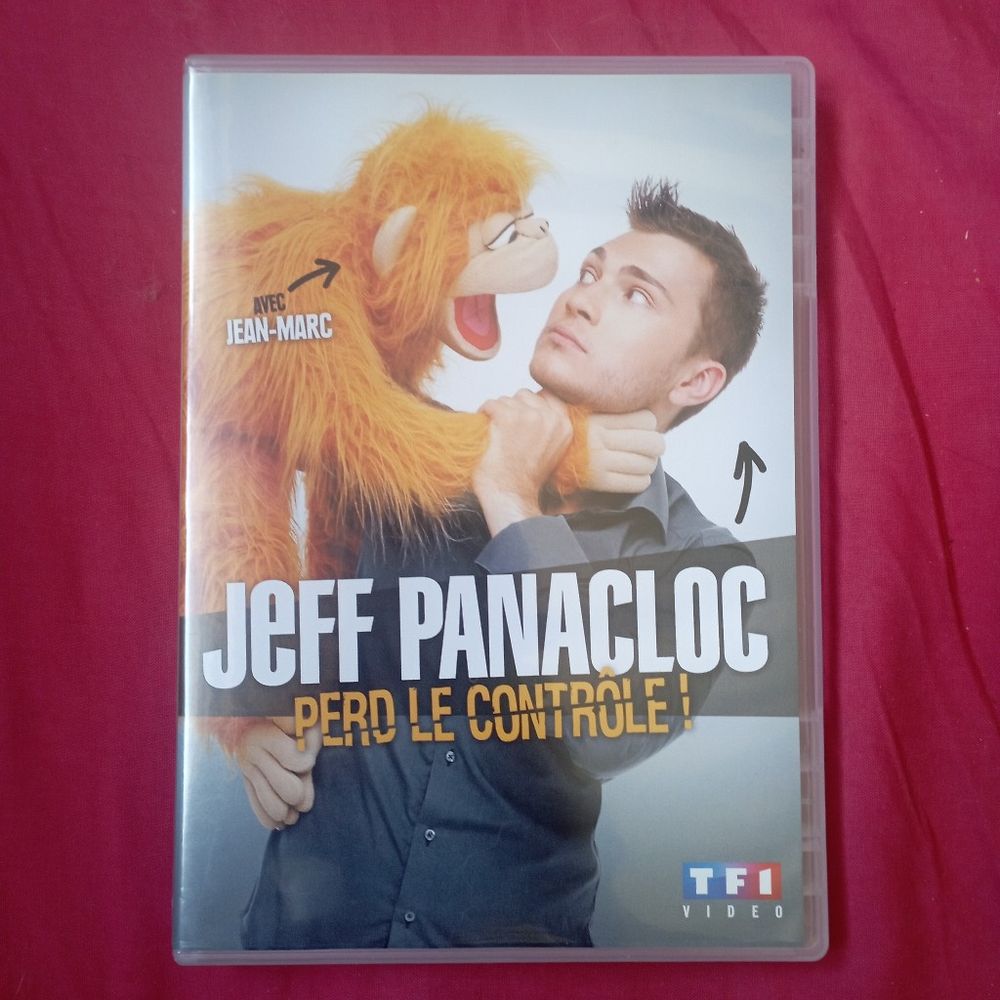 AVEC
JEAN-MARC
JeFF PANACLOC
PERD LE CONTRÔLE !
TF1
VIDEO